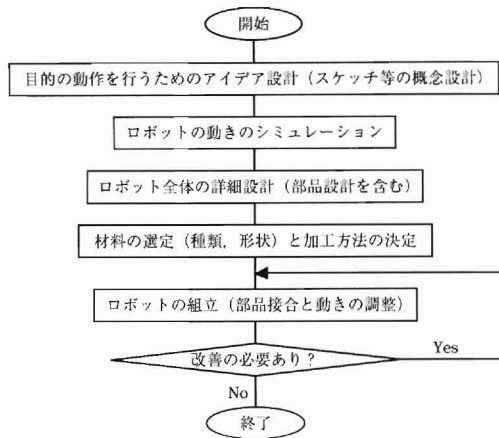 開始
目的の動作を行うためのアイデア設計（スケッチ等の概念設計）
ロボットの動きのシミュレーション
ロボット全体の詳細設計（部品設計を含む）
材料の選定（種類，形状）と加工方法の決定
ロボットの組立（部品接合と動きの調整）
改善の必要あり？
Yes
No
終了